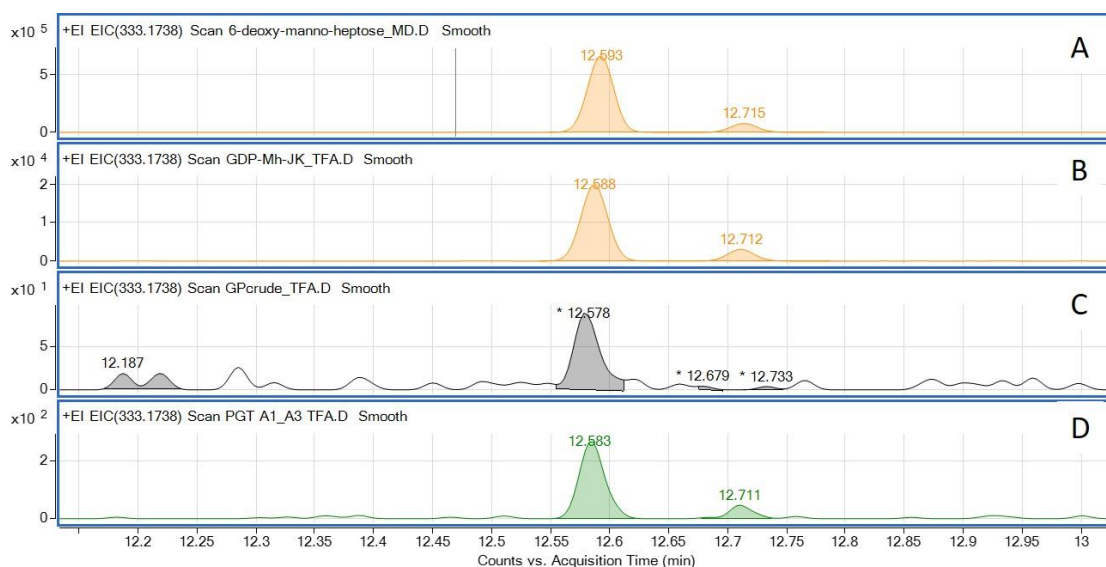 +EI EIC(333.1738) Scan 6-deoxy-manno-heptose_MD.D Smooth
A
x10 5
12.593
5
12.715
0
+EI EIC(333.1738) Scan GDP-Mh-JK_TFA.D Smooth
B
x10 4
12.588
2
1
12.712
0
+EI EIC(333.1738) Scan GPcrude_TFA.D Smooth
C
x10 1
* 12.578
5
12.187
* 12.679 * 12.733
0
+EI EIC(333.1738) Scan PGT A1_A3 TFA.D Smooth
D
x10 2
12.583
2
12.711
0
12.2 12.25 12.3 12.35 12.4 12.45 12.5 12.55 12.6 12.65 12.7 12.75 12.8 12.85 12.9 12.95 13
Counts vs. Acquisition Time (min)